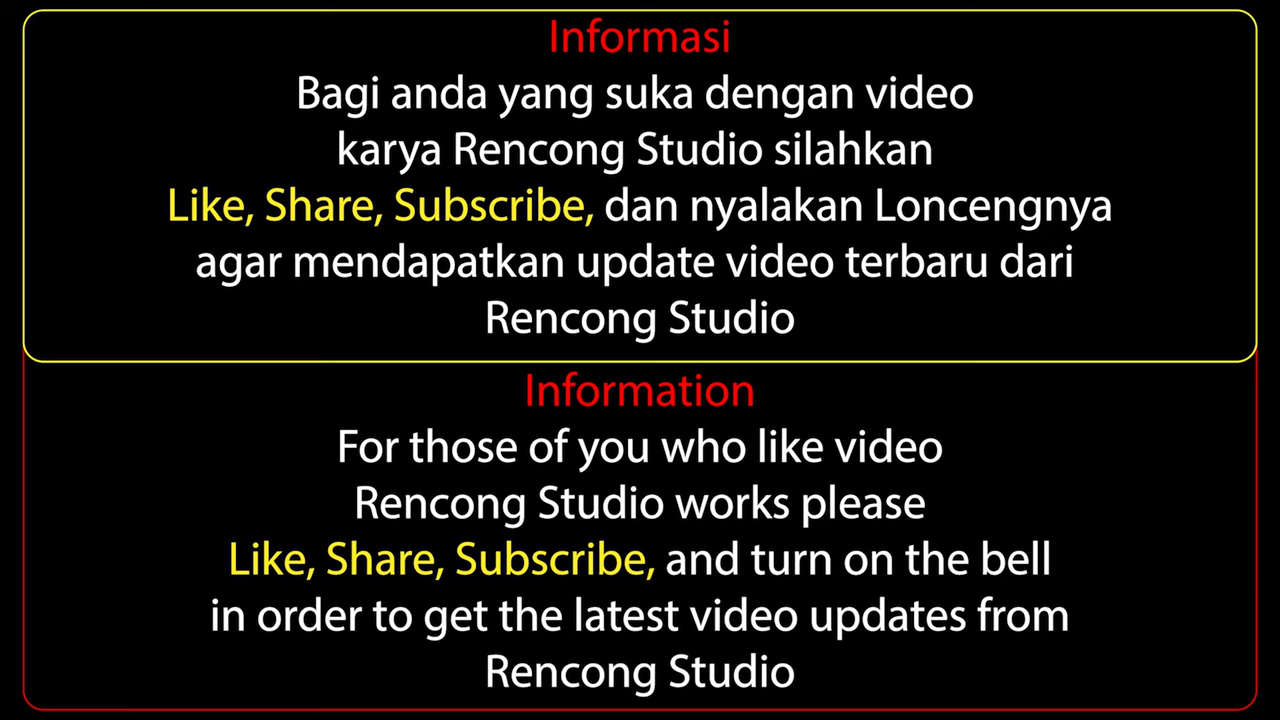 Informasi
Bagi anda yang suka dengan video
karya Rencong Studio silahkan
Like, Share, Subscribe, dan nyalakan Loncengnya
agar mendapatkan update video terbaru dari
Rencong Studio
Information
For those of you who like video
Rencong Studio works please
Like, Share, Subscribe, and turn on the bell
in order to get the latest video updates from
Rencong Studio